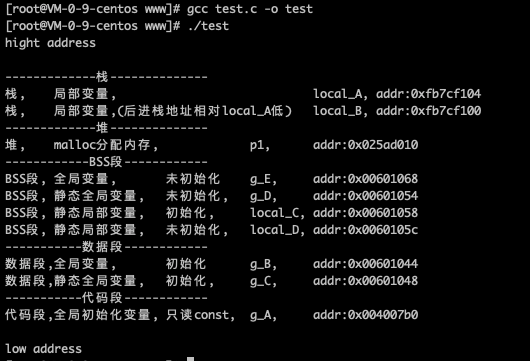 [root@VM-0-9-centos www]# gcc test.c -o test
[root@VM-0-9-centos www]# ./test
hight address
-------------栈--------------
栈, 局部变量, local_A, addr:0xfb7cf104
栈, 局部变量,(后进栈地址相对local_A低) local_B, addr:0xfb7cf100
-------------堆--------------
堆, malloc分配内存, p1, addr:0x025ad010
------------BSS段------------
BSS段, 全局变量, 未初始化 g_E, addr:0x00601068
BSS段, 静态全局变量, 未初始化, g_D, addr:0x00601054
BSS段, 静态局部变量, 初始化, local_C, addr:0x00601058
BSS段, 静态局部变量, 未初始化, local_D, addr:0x0060105c
-----------数据段------------
数据段,全局变量, 初始化 g_B, addr:0x00601044
数据段,静态全局变量, 初始化, g_C, addr:0x00601048
-----------代码段------------
代码段,全局初始化变量, 只读const, g_A, addr:0x004007b0
low address